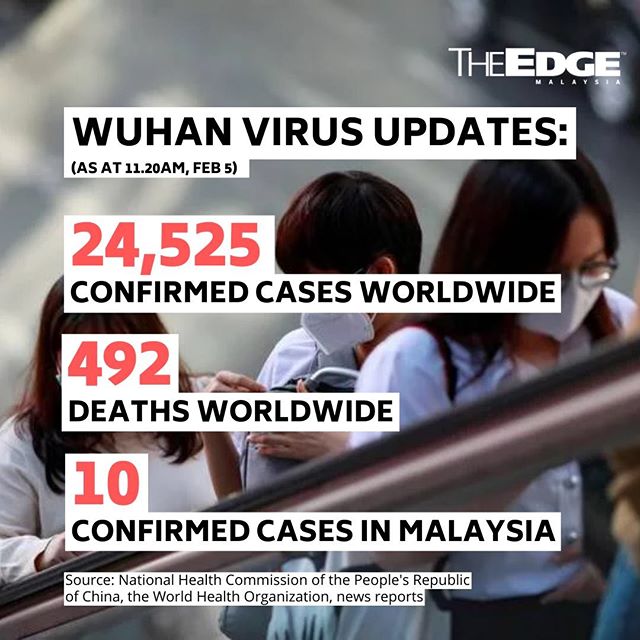 THEEDGE™
MALAYSIA
WUHAN VIRUS UPDATES:
(AS AT 11.20AM, FEB 5)
24,525
CONFIRMED CASES WORLDWIDE
492
DEATHS WORLDWIDE
10
CONFIRMED CASES IN MALAYSIA
Source: National Health Commission of the People's Republic
of China, the World Health Organization, news reports